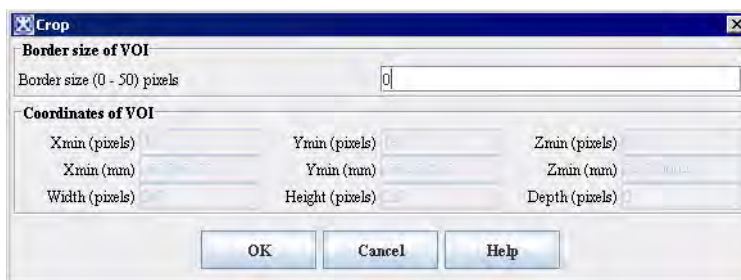 Crop
Border size of VOI
Border size (0 - 50) pixels 0
Coordinates of VOI
Xmin (pixels) Ymin (pixels) Zmin (pixels)
Xmin (mm) Ymin (mm) Zmin (mm)
Width (pixels) Height (pixels) Depth (pixels)
OK Cancel Help